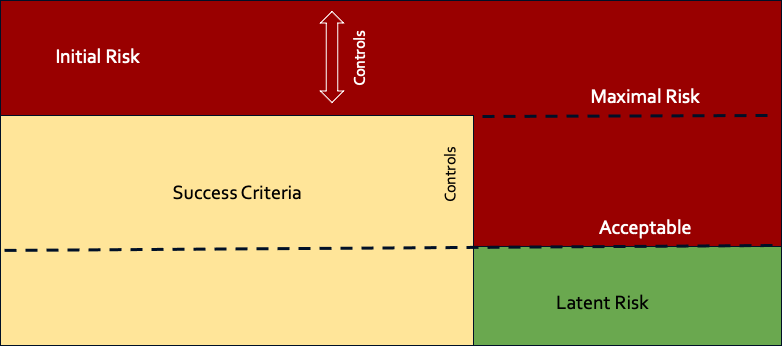 Initial Risk
Controls
Maximal Risk
Controls
Success Criteria
Acceptable
Latent Risk